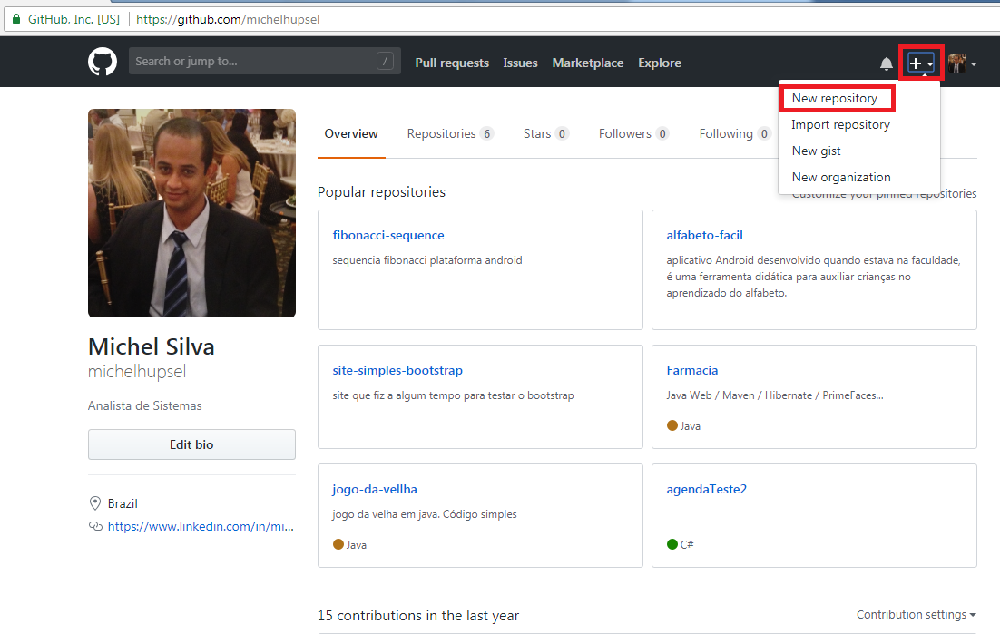 GitHub, Inc. [US] https://github.com/michelhupsel
Search or jump to... /
Pull requests Issues Marketplace Explore
New repository
Import repository
New gist
New organization
Overview Repositories 6 Stars 0 Followers 0 Following 0
Popular repositories
Customize your pinned repositories
fibonacci-sequence
sequencia fibonacci plataforma android
alfabeto-facil
aplicativo Android desenvolvido quando estava na faculdade,
é uma ferramenta didática para auxiliar crianças no
aprendizado do alfabeto.
Michel Silva
michelhupsel
Analista de Sistemas
Edit bio
Brazil
https://www.linkedin.com/in/mi...
site-simples-bootstrap
site que fiz a algum tempo para testar o bootstrap
Farmacia
Java Web / Maven / Hibernate / PrimeFaces...
Java
jogo-da-vellha
jogo da velha em java. Código simples
Java
agendaTeste2
C#
15 contributions in the last year
Contribution settings